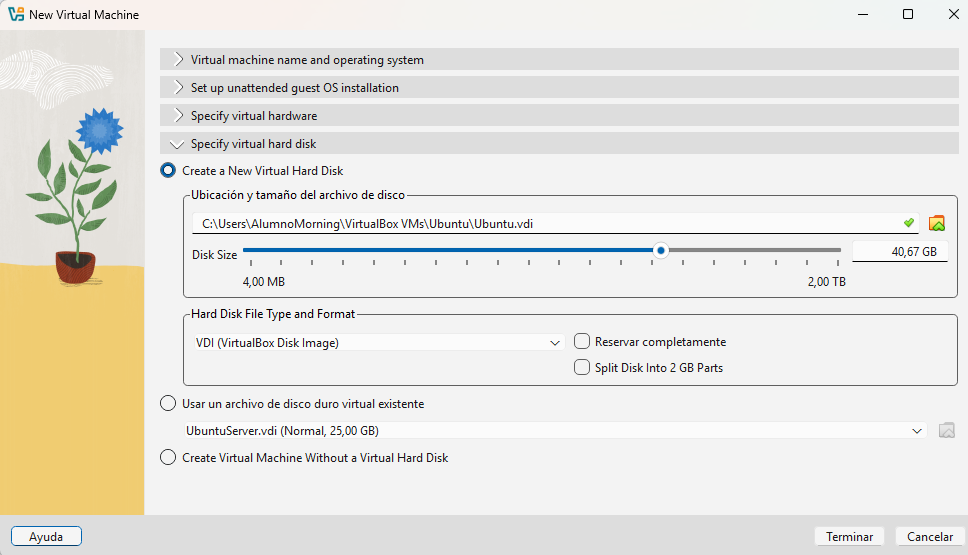 New Virtual Machine
Virtual machine name and operating system
Set up unattended guest OS installation
Specify virtual hardware
Specify virtual hard disk
Create a New Virtual Hard Disk
Ubicación y tamaño del archivo de disco
C:\Users\AlumnoMorning\VirtualBox VMs\Ubuntu\Ubuntu.vdi
Disk Size 40,67 GB
4,00 MB 2,00 TB
Hard Disk File Type and Format
VDI (VirtualBox Disk Image) Reservar completamente
Split Disk Into 2 GB Parts
Usar un archivo de disco duro virtual existente
UbuntuServer.vdi (Normal, 25,00 GB)
Create Virtual Machine Without a Virtual Hard Disk
Ayuda Terminar Cancelar